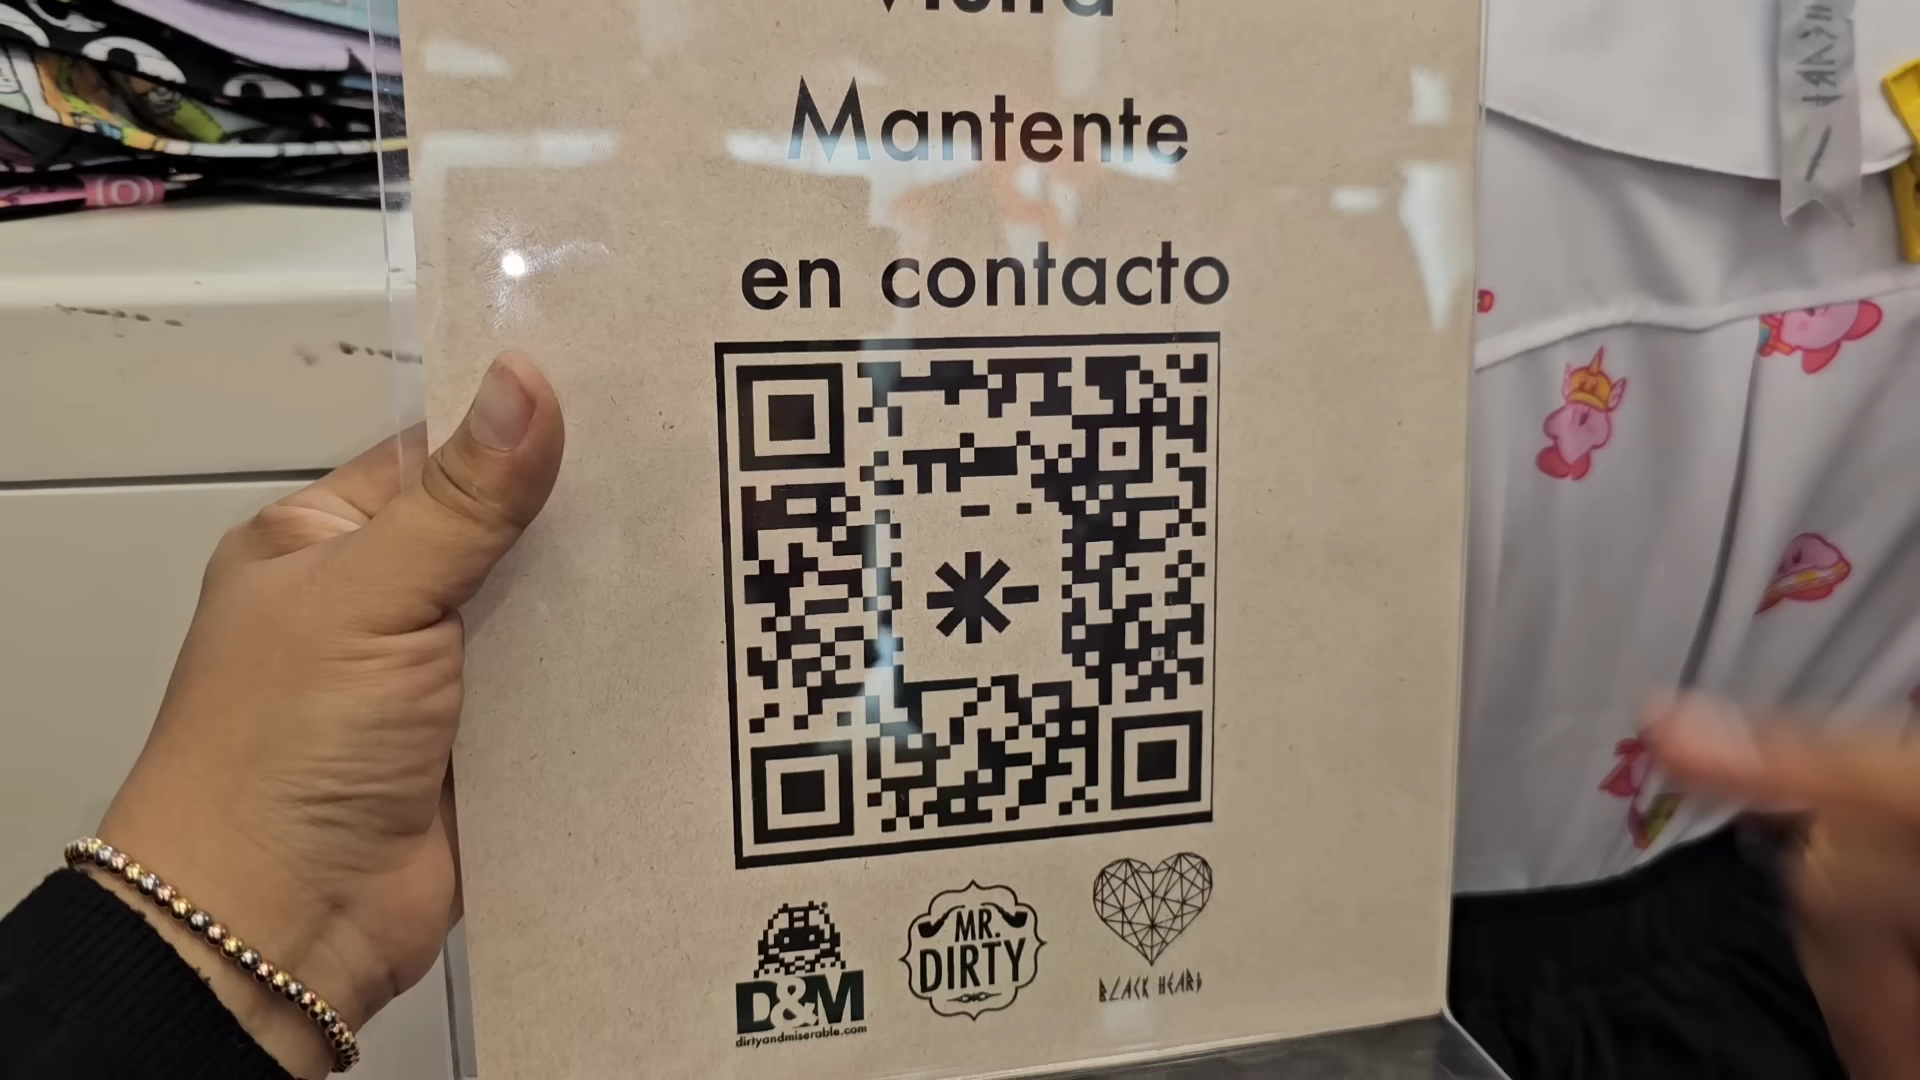 Mantente
en contacto
D&M
dirtyandmiserable.com
MR.
DIRTY
BLACK HEART